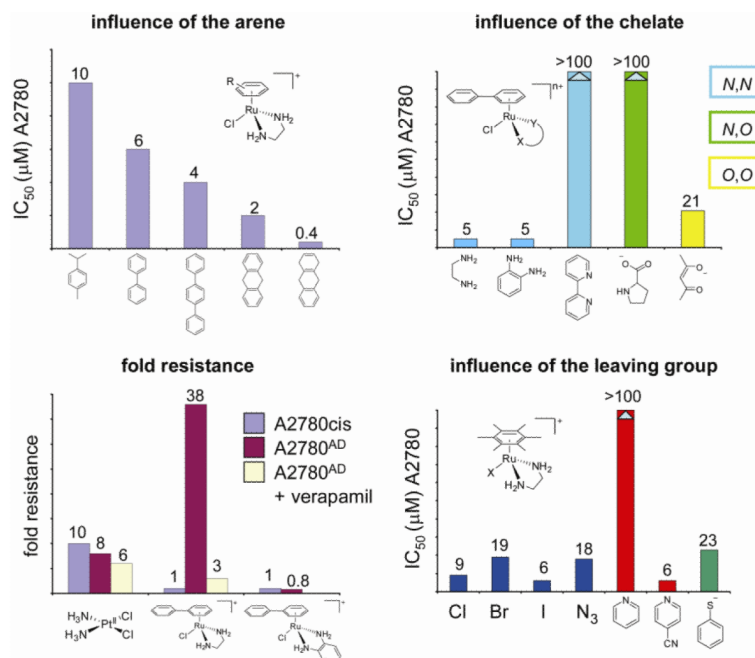 influence of the arene
IC50 (μM) A2780
10
6
4
2
0.4
R
+
Ru
Cl
NH2
H2N
influence of the chelate
IC50 (μM) A2780
>100
>100
N,N
N,O
O,O
n+
Ru
Cl
Y
X
5
5
21
NH2
NH2
NH2
NH2
N
N
O
O
HN
O
O
fold resistance
fold resistance
38
A2780cis
A2780AD
A2780AD
+ verapamil
10
8
6
1
3
1
0.8
H3N
H3N
PtII
Cl
Cl
+
Ru
Cl
NH2
H2N
+
Ru
Cl
NH2
H2N
influence of the leaving group
IC50 (μM) A2780
>100
+
Ru
X
NH2
H2N
9
19
6
18
6
23
Cl
Br
I
N3
N
N
CN
S−